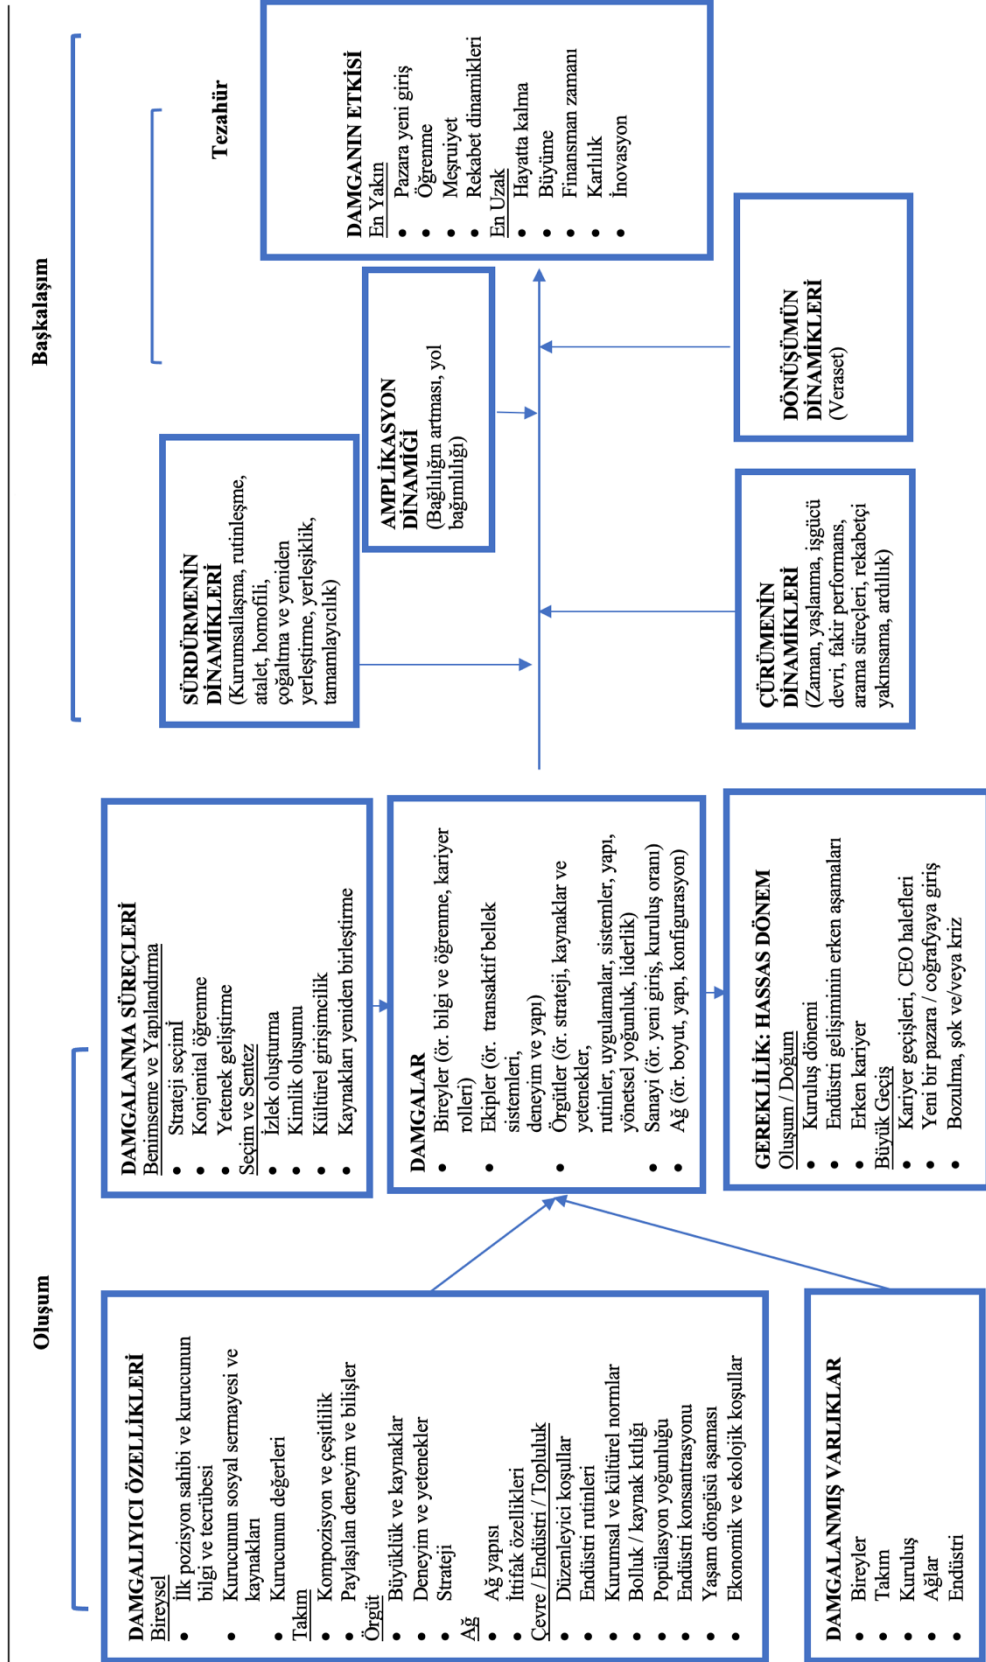 Oluşum
Başkalaşım
Tezahür
DAMGALIYICI ÖZELLİKLERİ
Bireysel
• İlk pozisyon sahibi ve kurucunun
bilgi ve tecrübesi
• Kurucunun sosyal sermayesi ve
kaynakları
• Kurucunun değerleri
Takım
• Kompozisyon ve çeşitlilik
• Paylaşılan deneyim ve bilişler
Örgüt
• Büyüklük ve kaynaklar
• Deneyim ve yetenekler
• Strateji
Ağ
• Ağ yapısı
• İttifak özellikleri
Çevre / Endüstri / Topluluk
• Düzenleyici koşullar
• Endüstri rutinleri
• Kurumsal ve kültürel normlar
• Bolluk / kaynak kıtlığı
• Popülasyon yoğunluğu
• Endüstri konsantrasyonu
• Yaşam döngüsü aşaması
• Ekonomik ve ekolojik koşullar
DAMGALANMIŞ VARLIKLAR
• Bireyler
• Takım
• Kuruluş
• Ağlar
• Endüstri
DAMGALANMA SÜREÇLERİ
Benimseme ve Yapılandırma
• Strateji seçimİ
• Konjenital öğrenme
• Yetenek geliştirme
Seçim ve Sentez
• İzlek oluşturma
• Kimlik oluşumu
• Kültürel girişimcilik
• Kaynakları yeniden birleştirme
DAMGALAR
• Bireyler (ör. bilgi ve öğrenme, kariyer
rolleri)
• Ekipler (ör. transaktif bellek
sistemleri,
deneyim ve yapı)
• Örgütler (ör. strateji, kaynaklar ve
yetenekler,
rutinler, uygulamalar, sistemler, yapı,
yönetsel yoğunluk, liderlik)
• Sanayi (ör. yeni giriş, kuruluş oranı)
• Ağ (ör. boyut, yapı, konfigurasyon)
GEREKLİLİK: HASSAS DÖNEM
Oluşum / Doğum
• Kuruluş dönemi
• Endüstri gelişiminin erken aşamaları
• Erken kariyer
Büyük Geçiş
• Kariyer geçişleri, CEO halefleri
• Yeni bir pazara / coğrafyaya giriş
• Bozulma, şok ve/veya kriz
SÜRDÜRMENİN
DİNAMİKLERİ
(Kurumsallaşma, rutinleşme,
atalet, homofili,
çoğaltma ve yeniden
yerleştirme, yerleşiklik,
tamamlayıcılık)
AMPLİKASYON
DİNAMİĞİ
(Bağlılığın artması, yol
bağımlılığı)
ÇÜRÜMENİN
DİNAMİKLERİ
(Zaman, yaşlanma, işgücü
devri, fakir performans,
arama süreçleri, rekabetçi
yakınsama, ardıllık)
DÖNÜŞÜMÜN
DİNAMİKLERİ
(Veraset)
DAMGANIN ETKİSİ
En Yakın
• Pazara yeni giriş
• Öğrenme
• Meşruiyet
• Rekabet dinamikleri
En Uzak
• Hayatta kalma
• Büyüme
• Finansman zamanı
• Karlılık
• İnovasyon